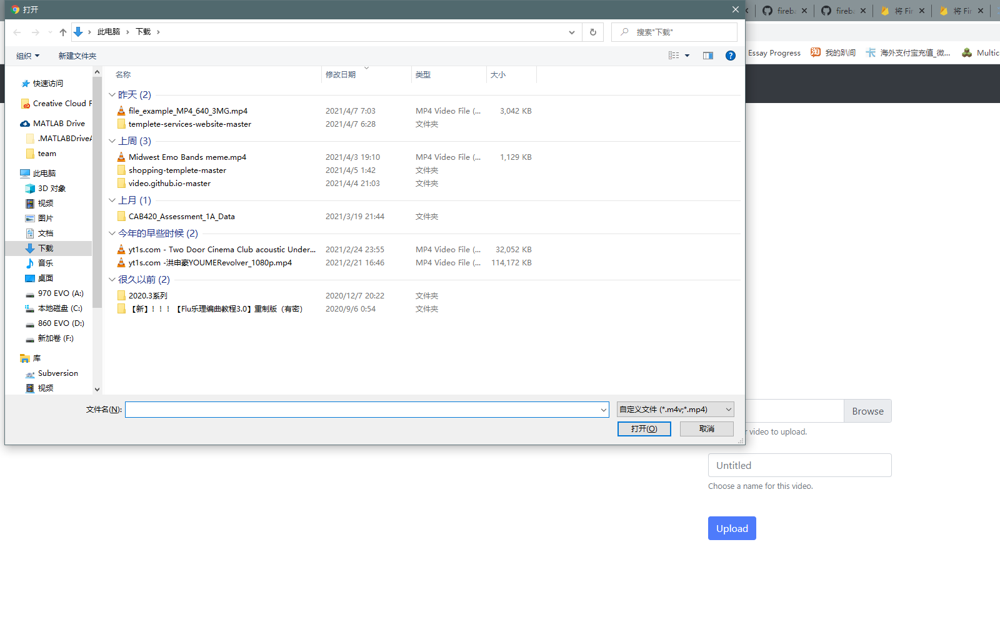 打开
fireb
fireb
将 Fir
将 Fir
此电脑 下载
搜索"下载"
Essay Progress 我的趴间 海外支付宝充值_微... Multic
组织 新建文件夹
名称 修改日期 类型 大小
快速访问
Creative Cloud F
MATLAB Drive
.MATLABDriveA
team
此电脑
3D 对象
视频
图片
文档
下载
音乐
桌面
970 EVO (A:)
本地磁盘 (C:)
860 EVO (D:)
新加卷 (F:)
库
Subversion
视频
昨天 (2)
file_example_MP4_640_3MG.mp4 2021/4/7 7:03 MP4 Video File (... 3,042 KB
templete-services-website-master 2021/4/7 6:28 文件夹
上周 (3)
Midwest Emo Bands meme.mp4 2021/4/3 19:10 MP4 Video File (... 1,129 KB
shopping-templete-master 2021/4/5 1:42 文件夹
video.github.io-master 2021/4/4 21:03 文件夹
上月 (1)
CAB420_Assessment_1A_Data 2021/3/19 21:44 文件夹
今年的早些时候 (2)
yt1s.com - Two Door Cinema Club acoustic Under... 2021/2/24 23:55 MP4 Video File (... 32,052 KB
yt1s.com -洪申豪YOUMERevolver_1080p.mp4 2021/2/21 16:46 MP4 Video File (... 114,172 KB
很久以前 (2)
2020.3系列 2020/12/7 20:22 文件夹
【新】！！！【Flu乐理编曲教程3.0】重制版（有密） 2020/9/6 0:54 文件夹
文件名(N): 自定义文件 (*.m4v;*.mp4)
打开(O) 取消
Browse
r video to upload.
Untitled
Choose a name for this video.
Upload